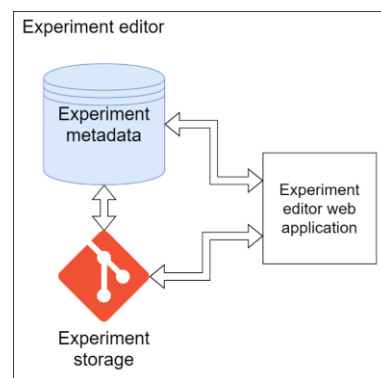 Experiment editor
Experiment
metadata
Experiment
editor web
application
Experiment
storage